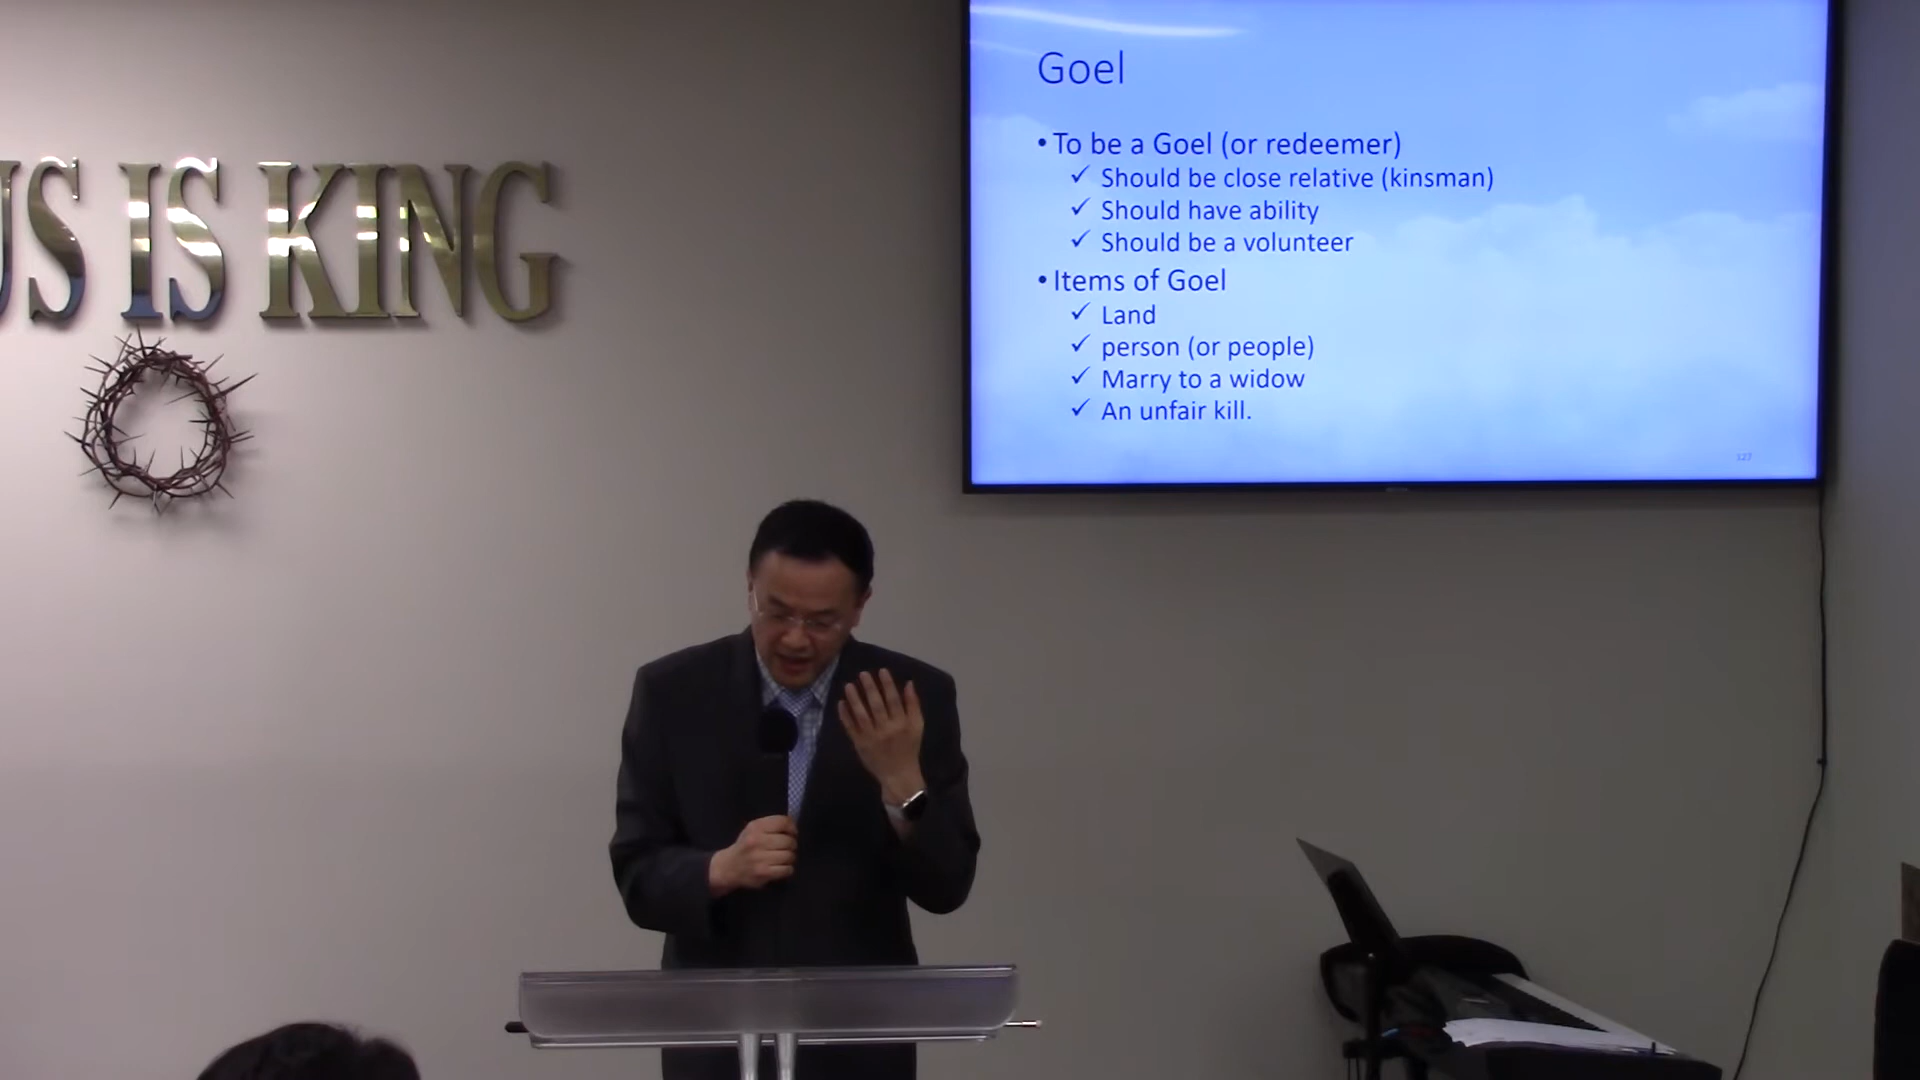 US IS KING
Goel
• To be a Goel (or redeemer)
✓ Should be close relative (kinsman)
✓ Should have ability
✓ Should be a volunteer
• Items of Goel
✓ Land
✓ person (or people)
✓ Marry to a widow
✓ An unfair kill.
127